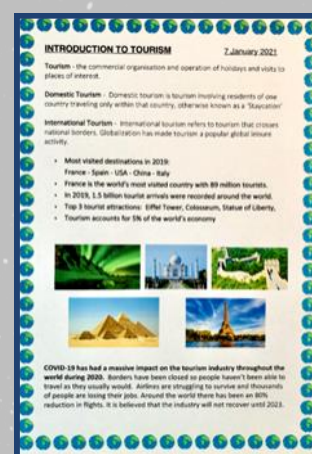 INTRODUCTION TO TOURISM 7 January 2021
Tourism - the commercial organisation and operation of holidays and visits to
places of interest.
Domestic Tourism - Domestic tourism is tourism involving residents of one
country traveling only within that country, otherwise known as a 'Staycation'
International Tourism - International tourism refers to tourism that crosses
national borders. Globalization has made tourism a popular global leisure
activity.
• Most visited destinations in 2019:
France - Spain - USA - China - Italy
• France is the world's most visited country with 89 million tourists.
• In 2019, 1.5 billion tourist arrivals were recorded around the world.
• Top 3 tourist attractions: Eiffel Tower, Colosseum, Statue of Liberty,
• Tourism accounts for 5% of the world's economy
COVID-19 has had a massive impact on the tourism industry throughout the
world during 2020. Borders have been closed so people haven't been able to
travel as they usually would. Airlines are struggling to survive and thousands
of people are losing their jobs. Around the world there has been an 80%
reduction in flights. It is believed that the industry will not recover until 2023.